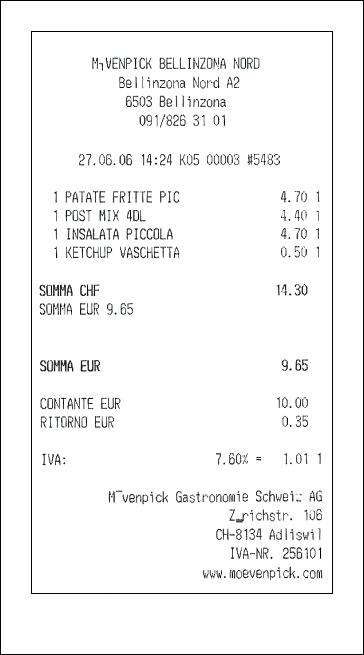 M┐VENPICK BELLINZONA NORD
Bellinzona Nord A2
6503 Bellinzona
091/826 31 01
27.06.06 14:24 K05 00003 #5483
1 PATATE FRITTE PIC 4.70 1
1 POST MIX 4DL 4.40 1
1 INSALATA PICCOLA 4.70 1
1 KETCHUP VASCHETTA 0.50 1
SOMMA CHF 14.30
SOMMA EUR 9.65
SOMMA EUR 9.65
CONTANTE EUR 10.00
RITORNO EUR 0.35
IVA: 7.60% = 1.01 1
M¯venpick Gastronomie Schweiz AG
Zürichstr. 106
CH-8134 Adliswil
IVA-NR. 256101
www.moevenpick.com